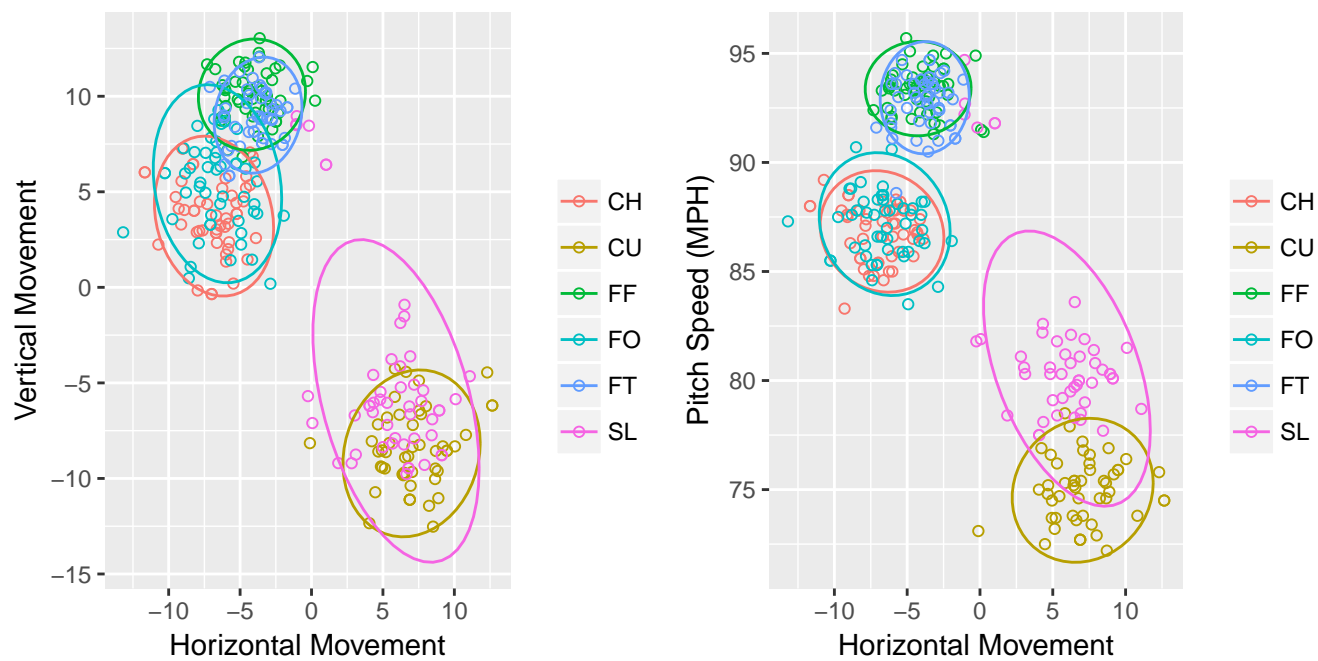 Vertical Movement
10
5
0
−5
−10
−15
−10 −5 0 5 10
Horizontal Movement
CH
CU
FF
FO
FT
SL
Pitch Speed (MPH)
95
90
85
80
75
−10 −5 0 5 10
Horizontal Movement
CH
CU
FF
FO
FT
SL